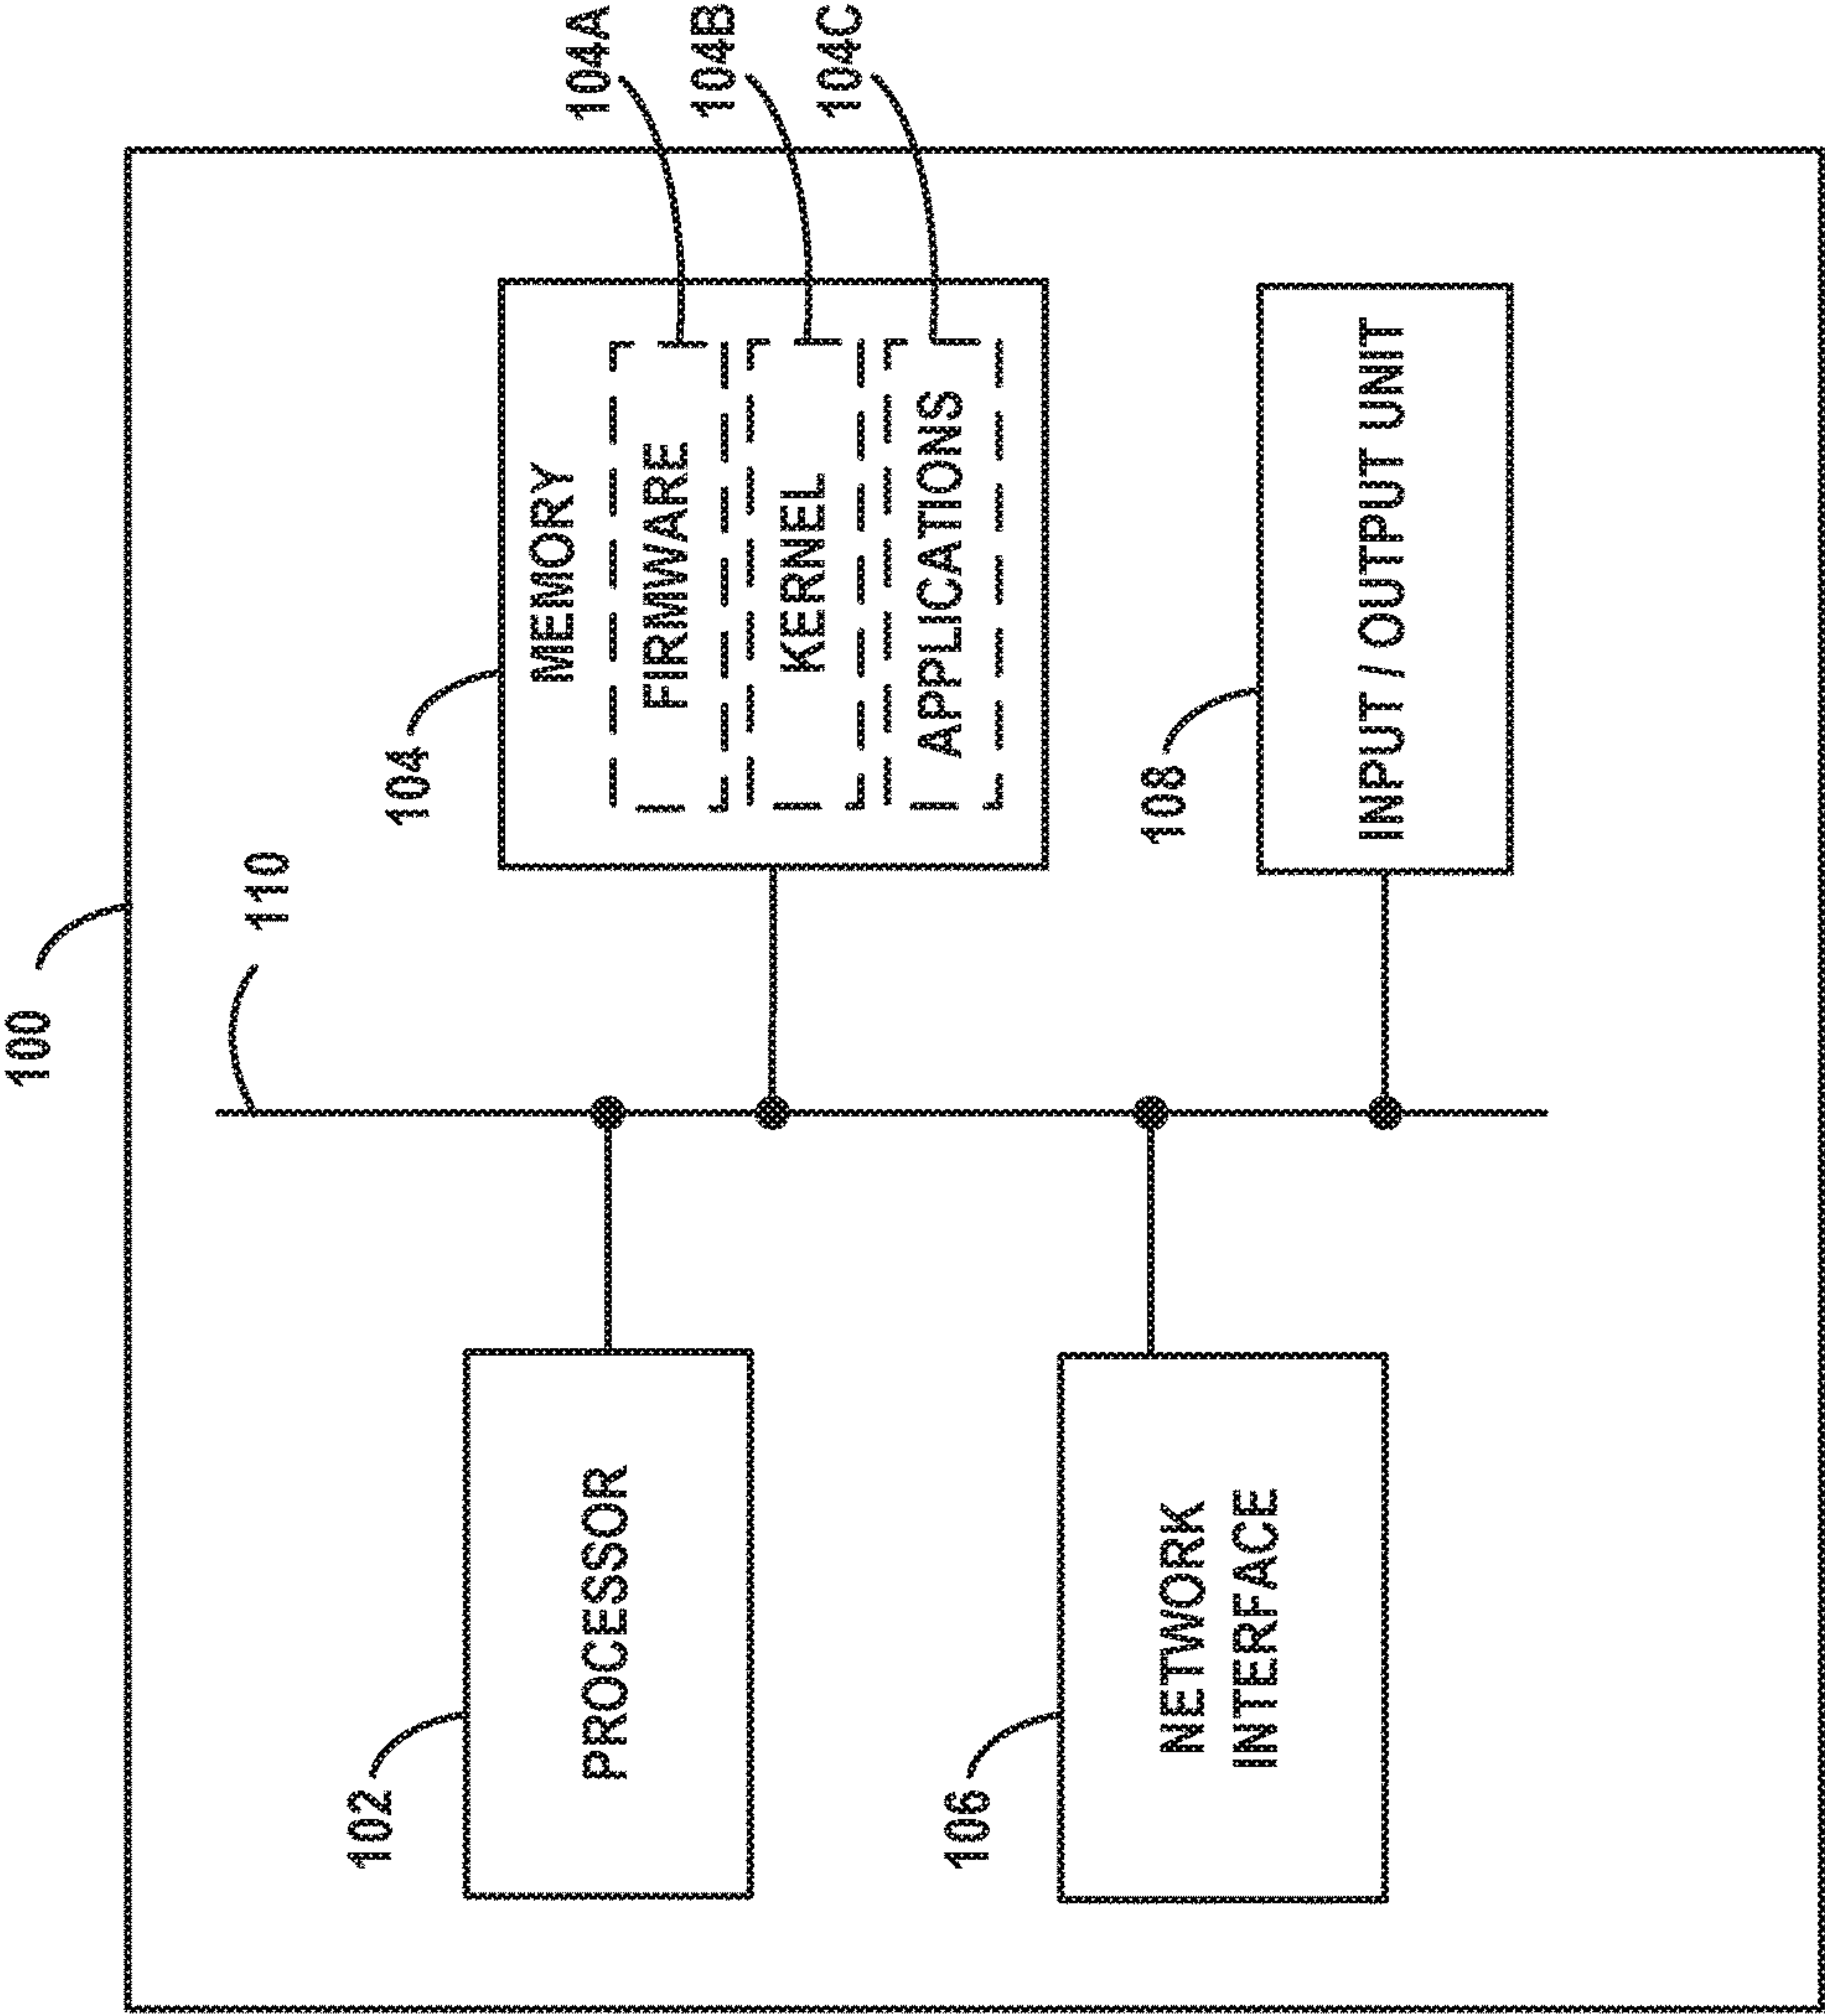 100
110
102
PROCESSOR
104
MEMORY
FIRMWARE
KERNEL
APPLICATIONS
104A
104B
104C
106
NETWORK
INTERFACE
108
INPUT / OUTPUT UNIT